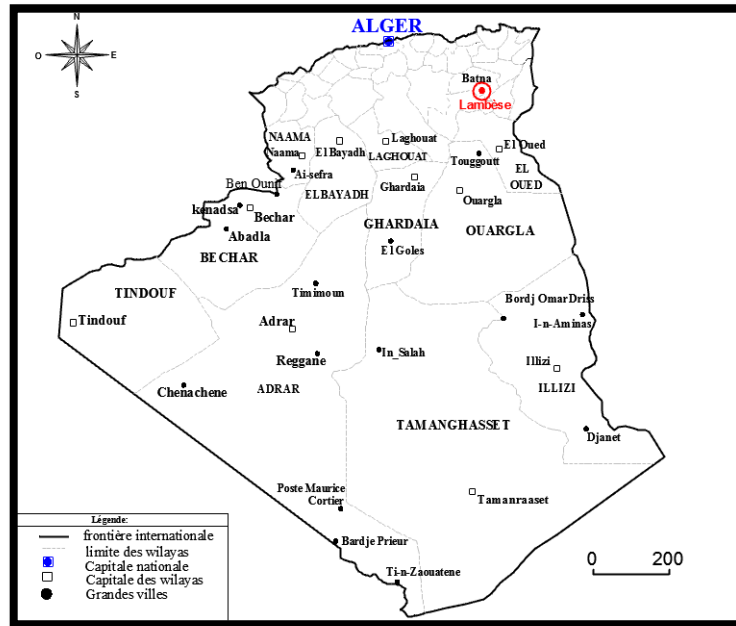 N
O
E
S
ALGER
Batna
Lambèse
NAAMA
Naama
El Bayadh
Laghouat
LAGHOUAT
El Oued
Touggoutt
EL
OUED
Ai-sefra
Ghardaia
Ben Ounif
ELBAYADH
Ouargla
kenadsa
Bechar
GHARDAIA
OUARGLA
Abadla
El Goles
BECHAR
TINDOUF
Timimoun
Bordj OmarDriss
I-n-Aminas
Tindouf
Adrar
Reggane
In_Salah
Illizi
ILLIZI
Chenachene
ADRAR
TAMANGHASSET
Djanet
Poste Maurice
Cortier
Tamanraaset
Bardje Prieur
Ti-n-Zaouatene
0 200
Légende:
frontière internationale
limite des wilayas
Capitale nationale
Capitale des wilayas
Grandes villes